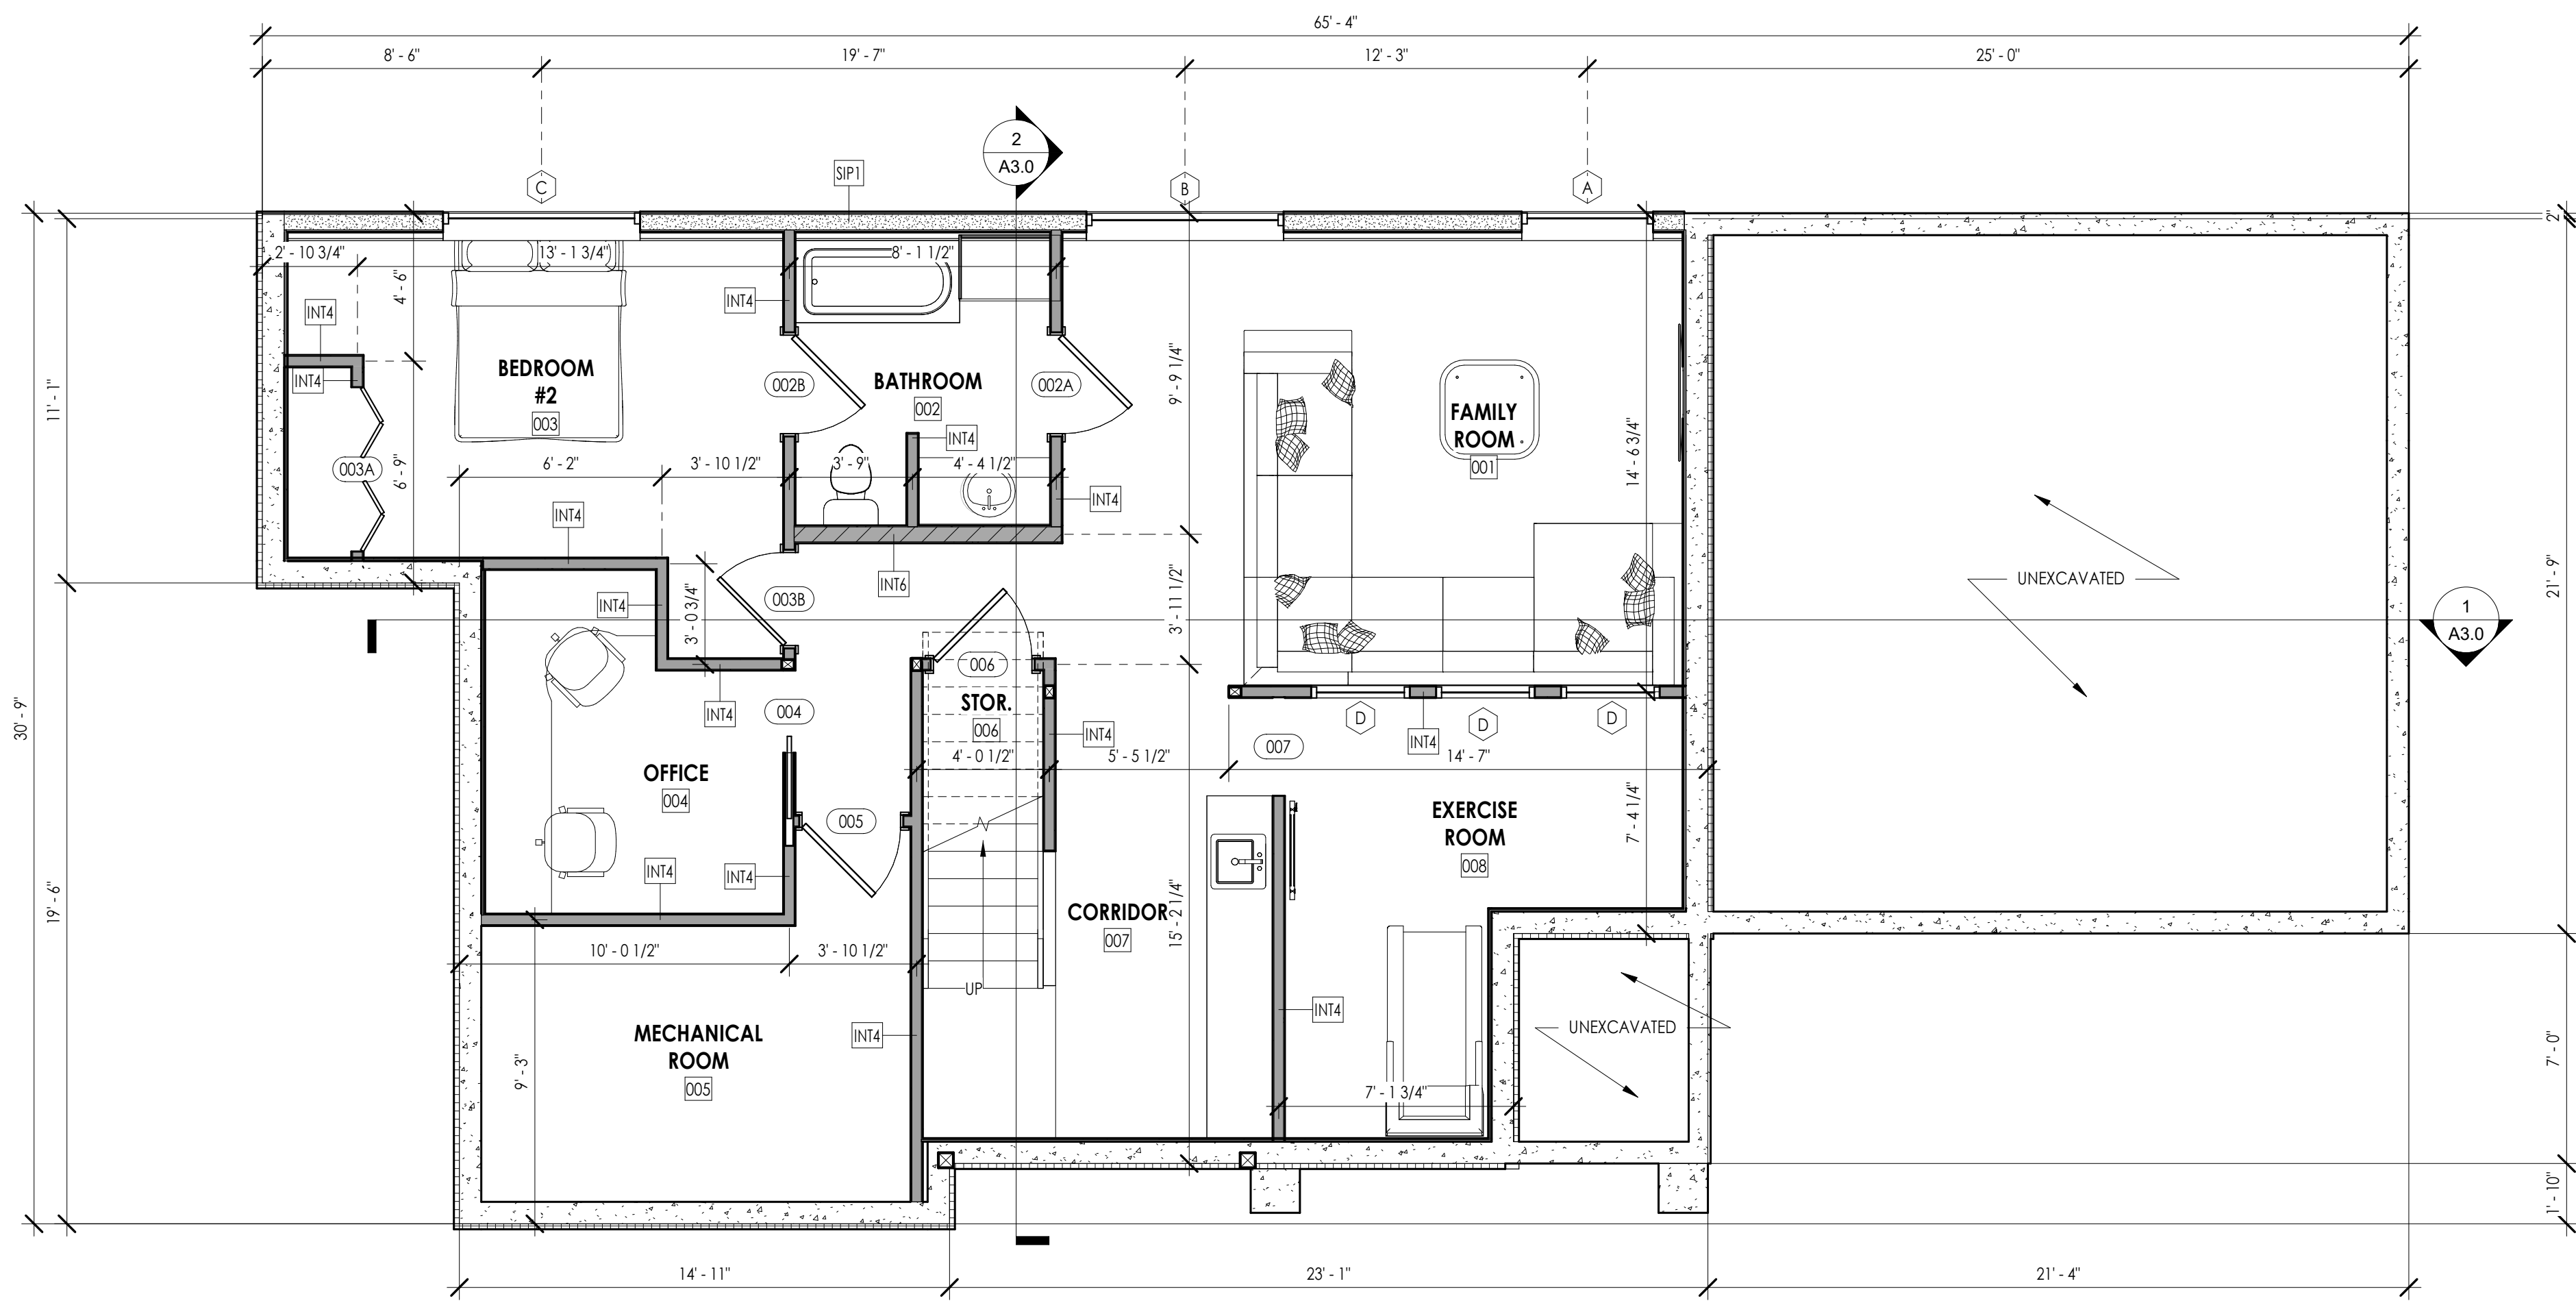 65' - 4"
8' - 6"
19' - 7"
12' - 3"
25' - 0"
2
A3.0
SIP1
C
B
A
2"
2' - 10 3/4"
13' - 1 3/4"
8' - 1 1/2"
4' - 6"
INT4
INT4
11' - 1"
BEDROOM
#2
003
INT4
002B
BATHROOM
002
002A
9' - 9 1/4"
FAMILY
ROOM
001
14' - 6 3/4"
INT4
003A
6' - 9"
6' - 2"
3' - 10 1/2"
3' - 9"
4' - 4 1/2"
INT4
INT4
INT4
INT6
UNEXCAVATED
21' - 9"
INT4
003B
3' - 0 3/4"
3' - 11 1/2"
1
A3.0
006
STOR.
006
30' - 9"
INT4
004
INT4
D
D
D
INT4
007
4' - 0 1/2"
5' - 5 1/2"
14' - 7"
OFFICE
004
005
EXERCISE
ROOM
008
7' - 4 1/4"
19' - 6"
INT4
INT4
CORRIDOR
007
15' - 2 1/4"
10' - 0 1/2"
3' - 10 1/2"
UP
INT4
MECHANICAL
ROOM
005
INT4
UNEXCAVATED
9' - 3"
7' - 0"
7' - 1 3/4"
1' - 10"
14' - 11"
23' - 1"
21' - 4"